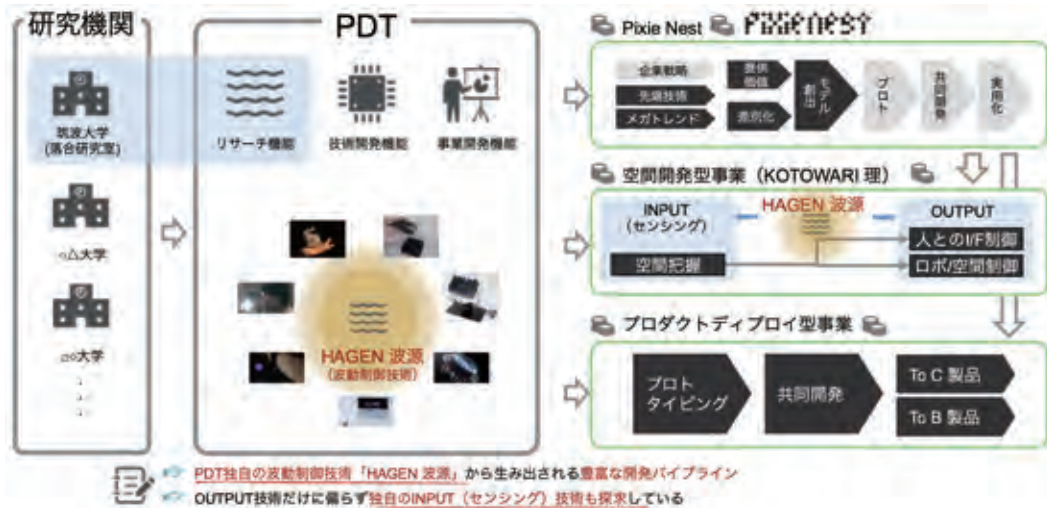 研究機関
筑波大学
(落合研究室)
○△大学
□○大学
PDT
リサーチ機能
技術開発機能
事業開発機能
HAGEN 波源
(波動制御技術)
Pixie Nest
PIXIE NEST
企業戦略
先端技術
メガトレンド
提供
価値
差別化
モデル
創出
プロト
共同開発
実用化
空間開発型事業（KOTOWARI 理）
INPUT
(センシング)
空間把握
HAGEN 波源
OUTPUT
人とのI/F制御
ロボ/空間制御
プロダクトディプロイ型事業
プロト
タイピング
共同開発
To C 製品
To B 製品
PDT独自の波動制御技術「HAGEN 波源」から生み出される豊富な開発パイプライン
OUTPUT技術だけに偏らず独自のINPUT（センシング）技術も探求している